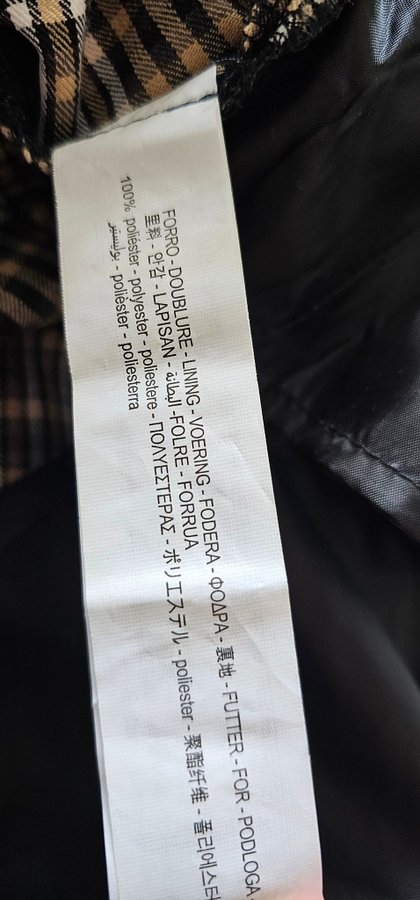 FORRO - DOUBLURE - LINING - VOERING - FODERA - ΦΟΔΡΑ - 裏地 - FUTTER - FOR - PODLOGA -
里料 - 안감 - LAPISAN - البطانة - FOLRE - FORRUA
100% poliéster - polyester - poliestere - ΠΟΛΥΕΣΤΕΡΑΣ - ポリエステル - poliester - 聚酯纤维 - 폴리에스터
بوليستر - polièster - poliesterra